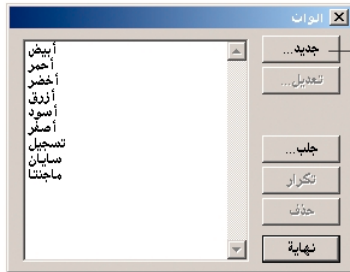 الوان
أبيض
أحمر
أخضر
أزرق
أسود
أصفر
تسجيل
سايان
ماجنتا
جديد...
تعديل...
جلب...
تكرار
حذف
نهاية